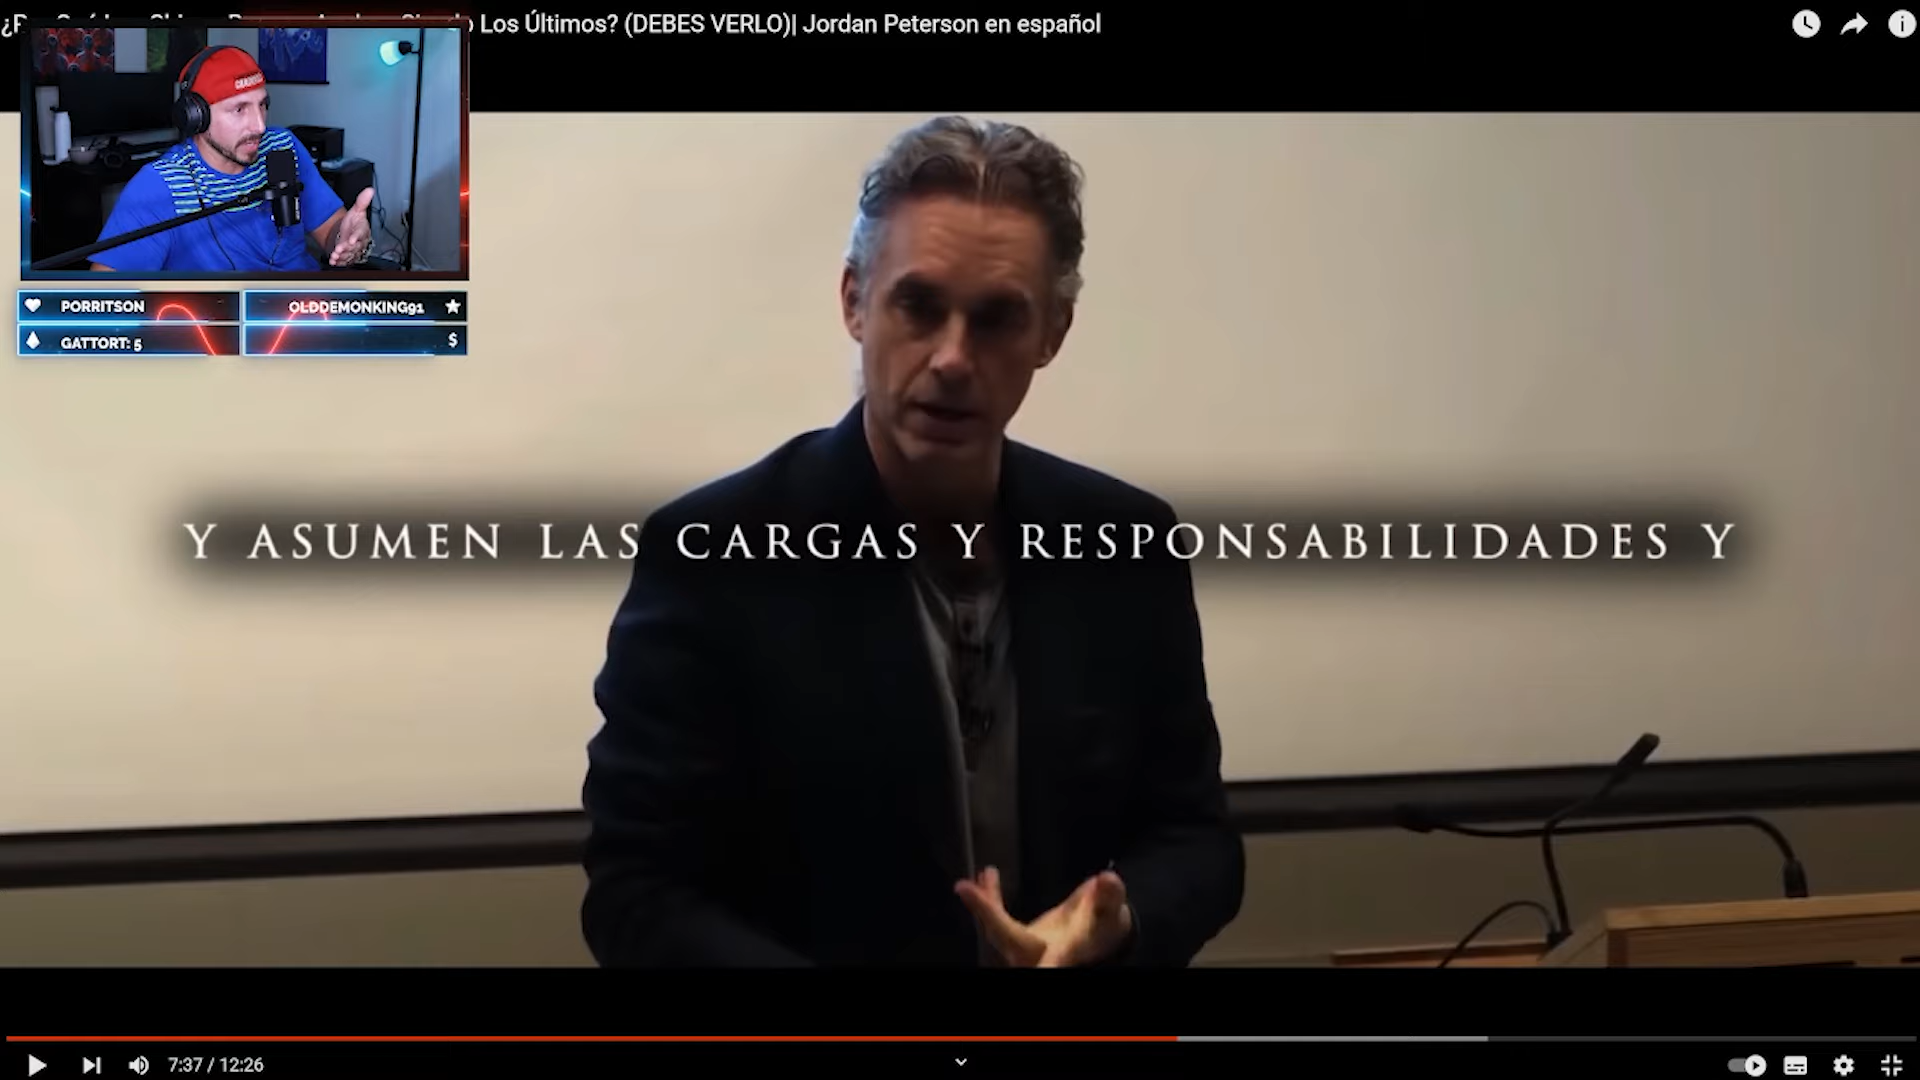 Los Últimos? (DEBES VERLO)| Jordan Peterson en español
PORRITSON
OLDDEMONKING91
GATTORT: 5
$
Y ASUMEN LAS CARGAS Y RESPONSABILIDADES Y
7:37 / 12:26